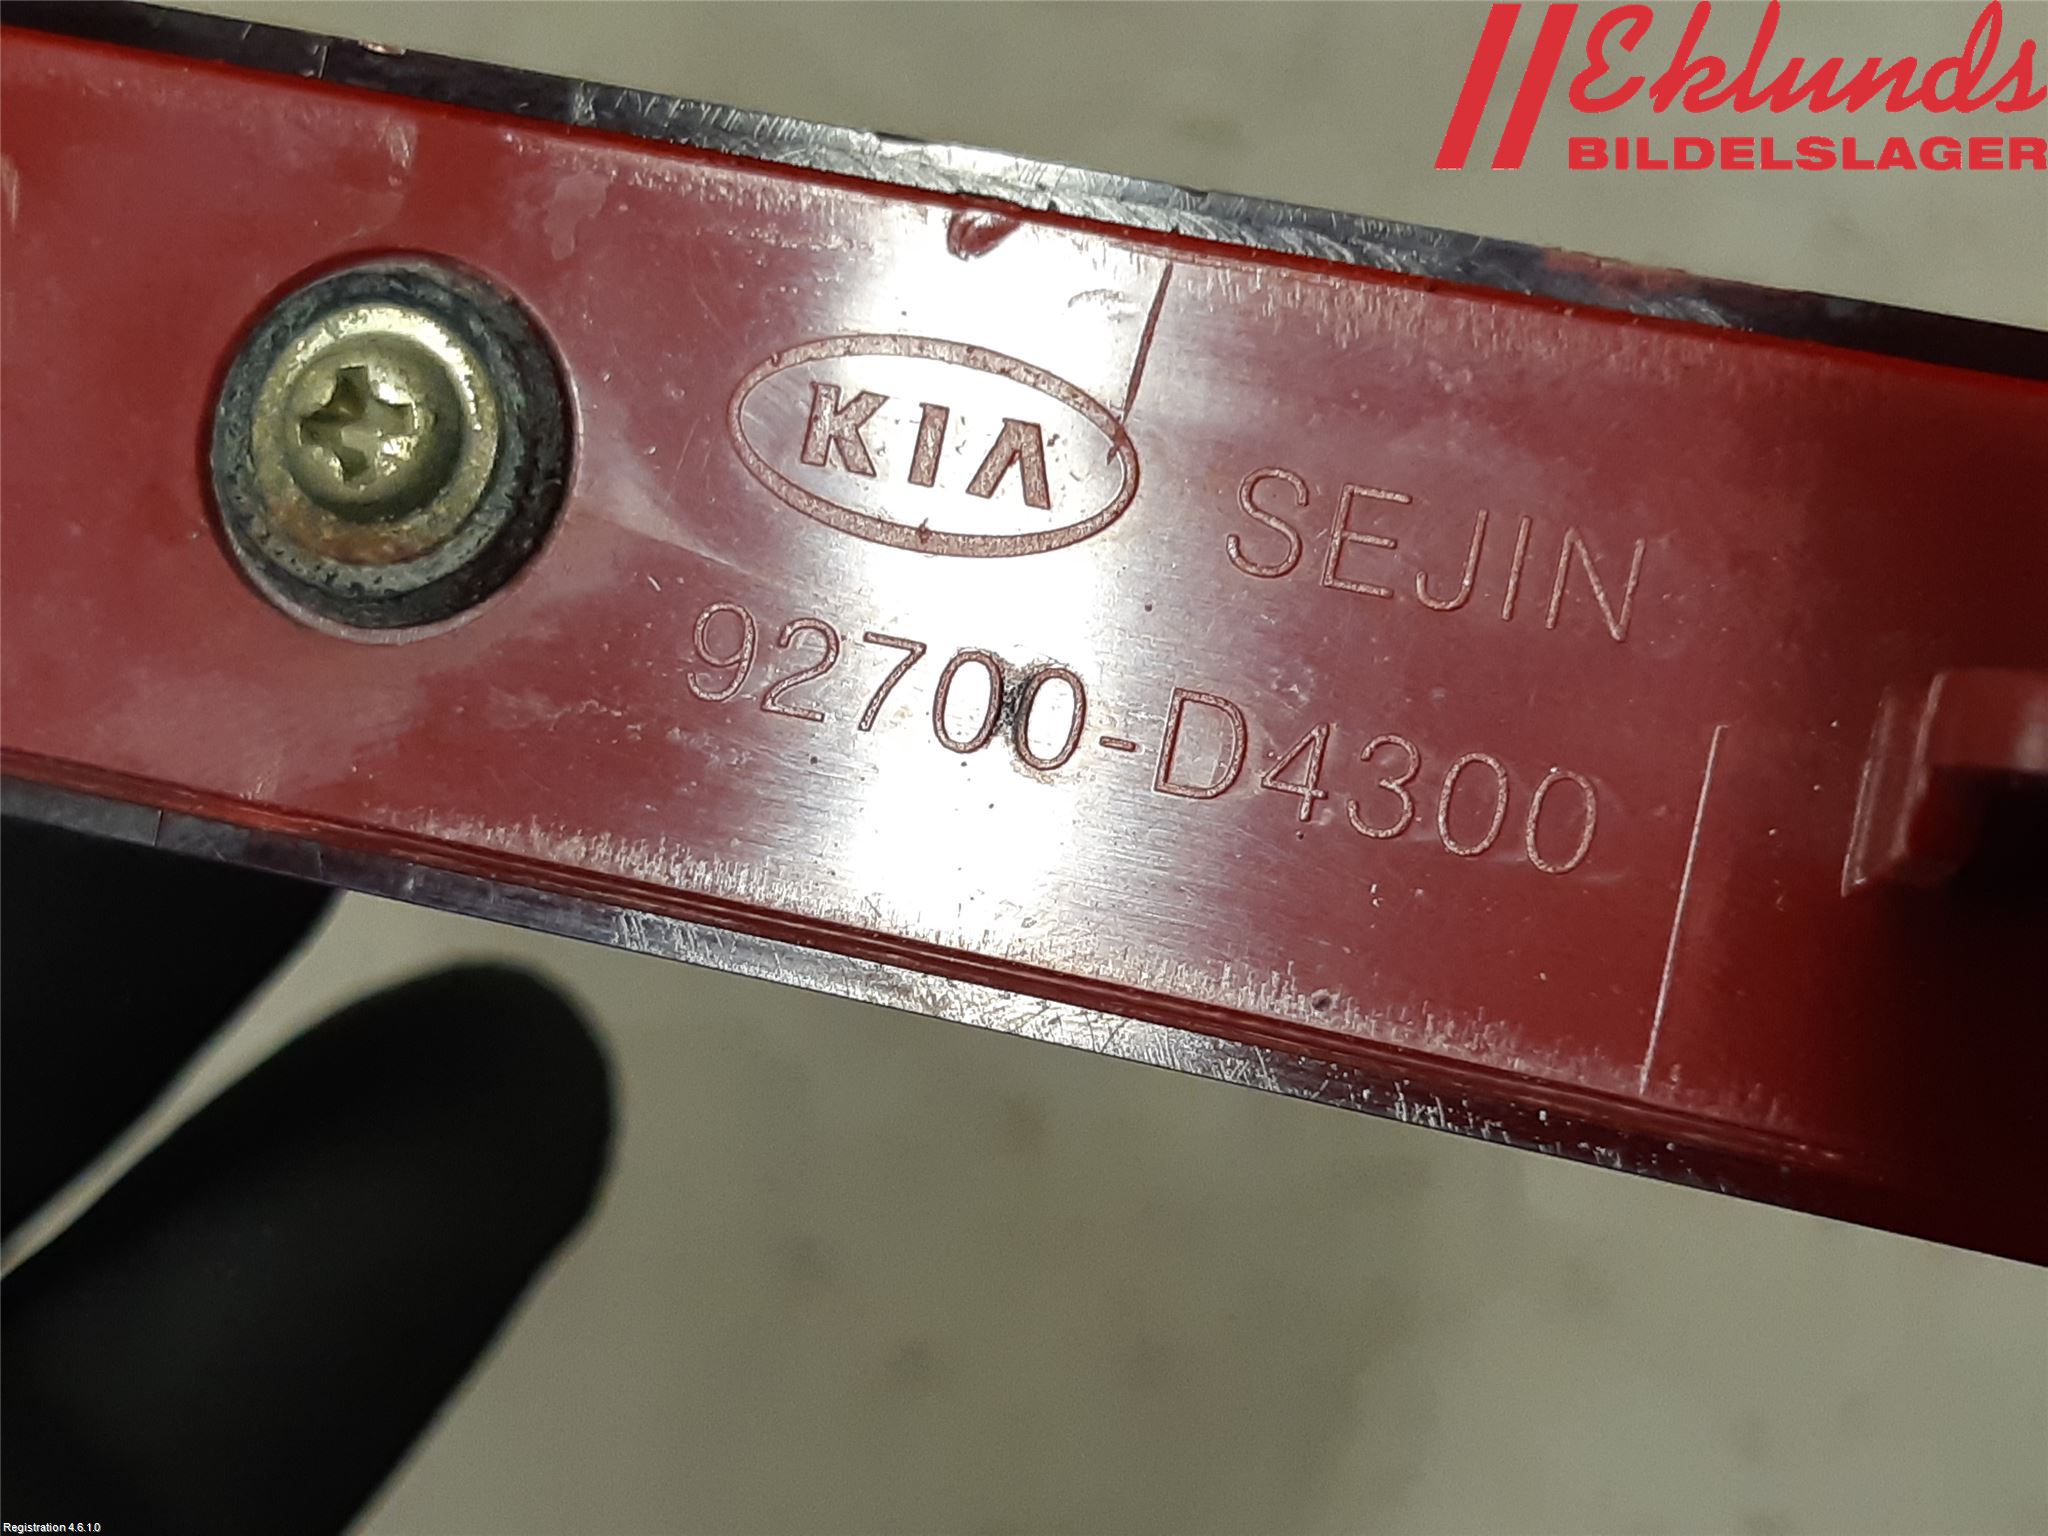 Eklunds
BILDELSLAGER
KIA SEJIN
92700-D4300
Registration 4.6.1.0